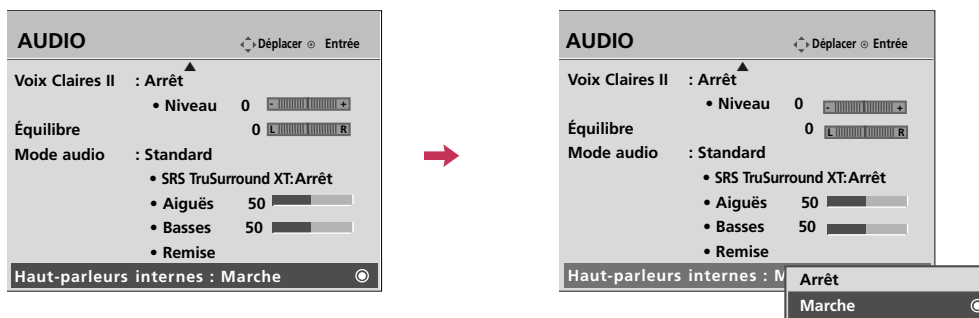 AUDIO
Déplacer Entrée
Voix Claires II : Arrêt
• Niveau 0 - +
Équilibre 0 L R
Mode audio : Standard
• SRS TruSurround XT:Arrêt
• Aiguës 50
• Basses 50
• Remise
Haut-parleurs internes : Marche
AUDIO
Déplacer Entrée
Voix Claires II : Arrêt
• Niveau 0 - +
Équilibre 0 L R
Mode audio : Standard
• SRS TruSurround XT:Arrêt
• Aiguës 50
• Basses 50
• Remise
Haut-parleurs internes : M
Arrêt
Marche